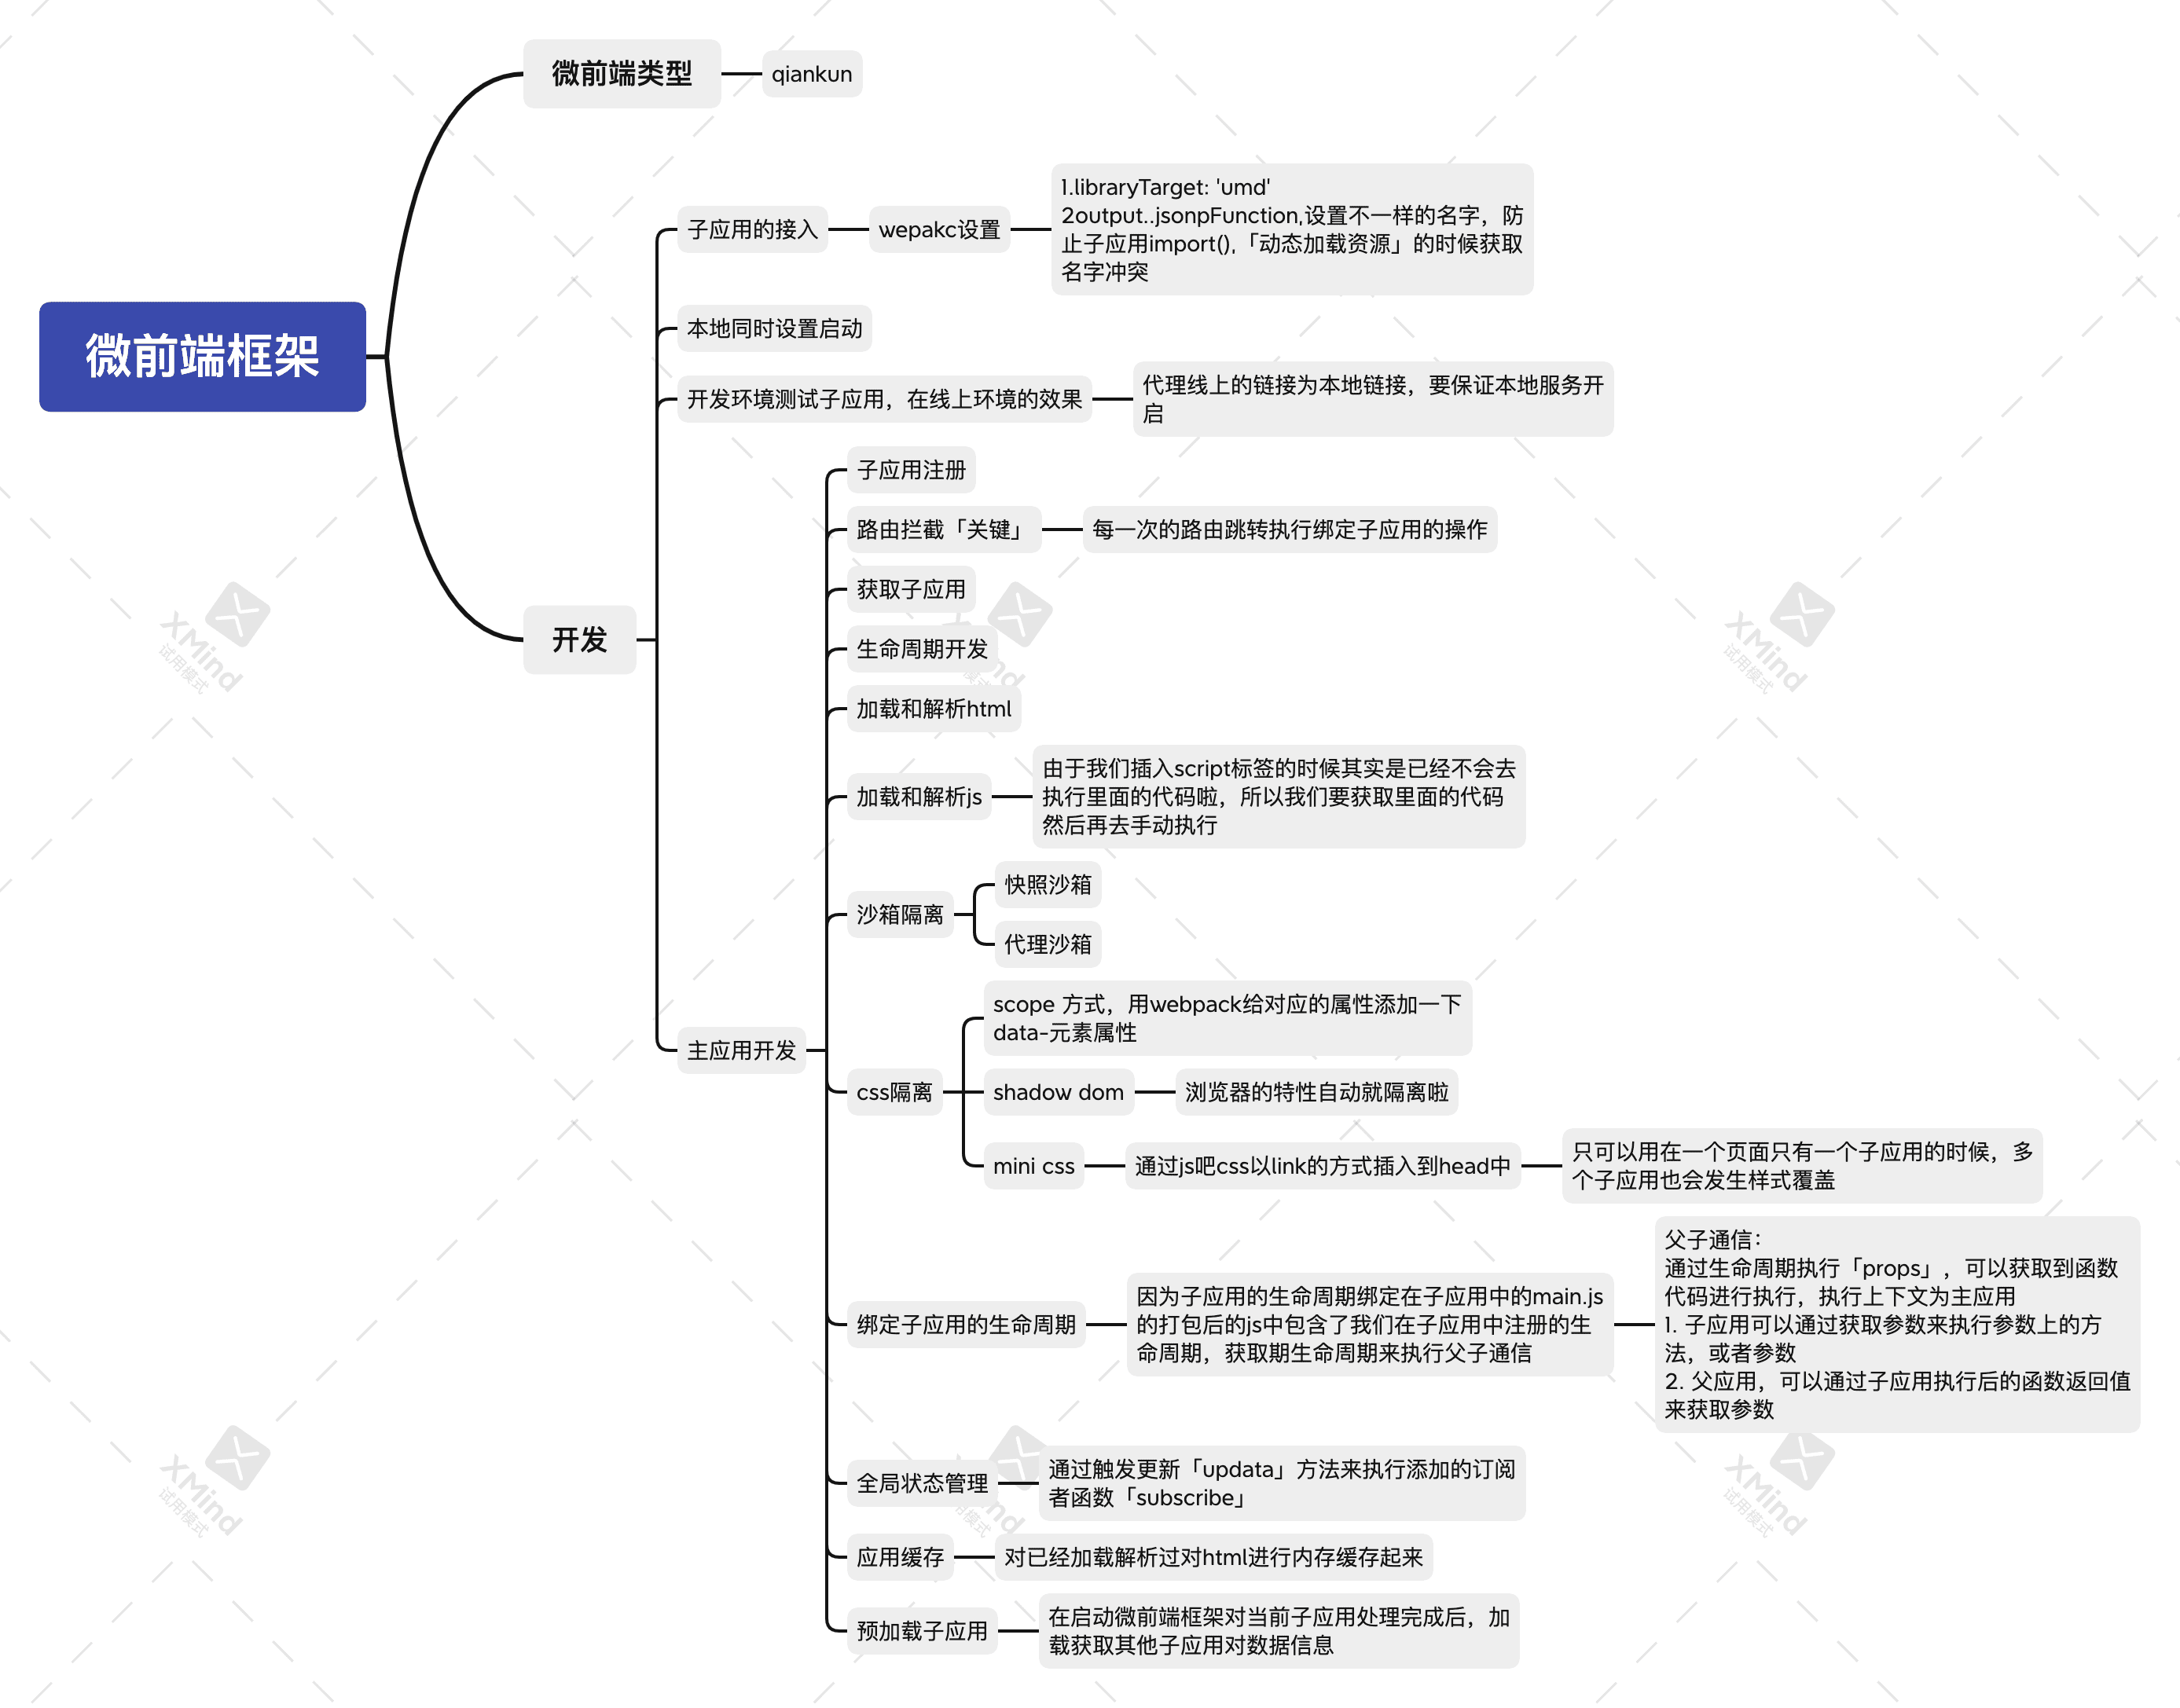 微前端框架
微前端类型
qiankun
开发
子应用的接入
wepakc设置
1.libraryTarget: 'umd'
2output..jsonpFunction,设置不一样的名字，防
止子应用import(),「动态加载资源」的时候获取
名字冲突
本地同时设置启动
开发环境测试子应用，在线上环境的效果
代理线上的链接为本地链接，要保证本地服务开
启
主应用开发
子应用注册
路由拦截「关键」
每一次的路由跳转执行绑定子应用的操作
获取子应用
生命周期开发
加载和解析html
加载和解析js
由于我们插入script标签的时候其实是已经不会去
执行里面的代码啦，所以我们要获取里面的代码
然后再去手动执行
沙箱隔离
快照沙箱
代理沙箱
css隔离
scope 方式，用webpack给对应的属性添加一下
data-元素属性
shadow dom
浏览器的特性自动就隔离啦
mini css
通过js吧css以link的方式插入到head中
只可以用在一个页面只有一个子应用的时候，多
个子应用也会发生样式覆盖
绑定子应用的生命周期
因为子应用的生命周期绑定在子应用中的main.js
的打包后的js中包含了我们在子应用中注册的生
命周期，获取期生命周期来执行父子通信
父子通信：
通过生命周期执行「props」，可以获取到函数
代码进行执行，执行上下文为主应用
1. 子应用可以通过获取参数来执行参数上的方
法，或者参数
2. 父应用，可以通过子应用执行后的函数返回值
来获取参数
全局状态管理
通过触发更新「updata」方法来执行添加的订阅
者函数「subscribe」
应用缓存
对已经加载解析过对html进行内存缓存起来
预加载子应用
在启动微前端框架对当前子应用处理完成后，加
载获取其他子应用对数据信息
XMind
试用模式
XMind
试用模式
XMind
试用模式
XMind
试用模式